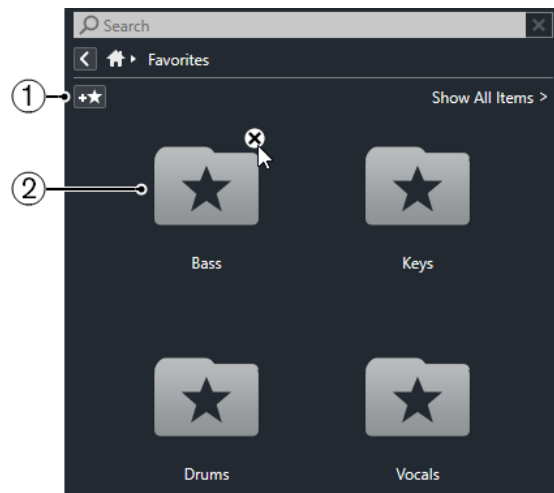 Search
Favorites
1
Show All Items >
2
Bass
Keys
Drums
Vocals